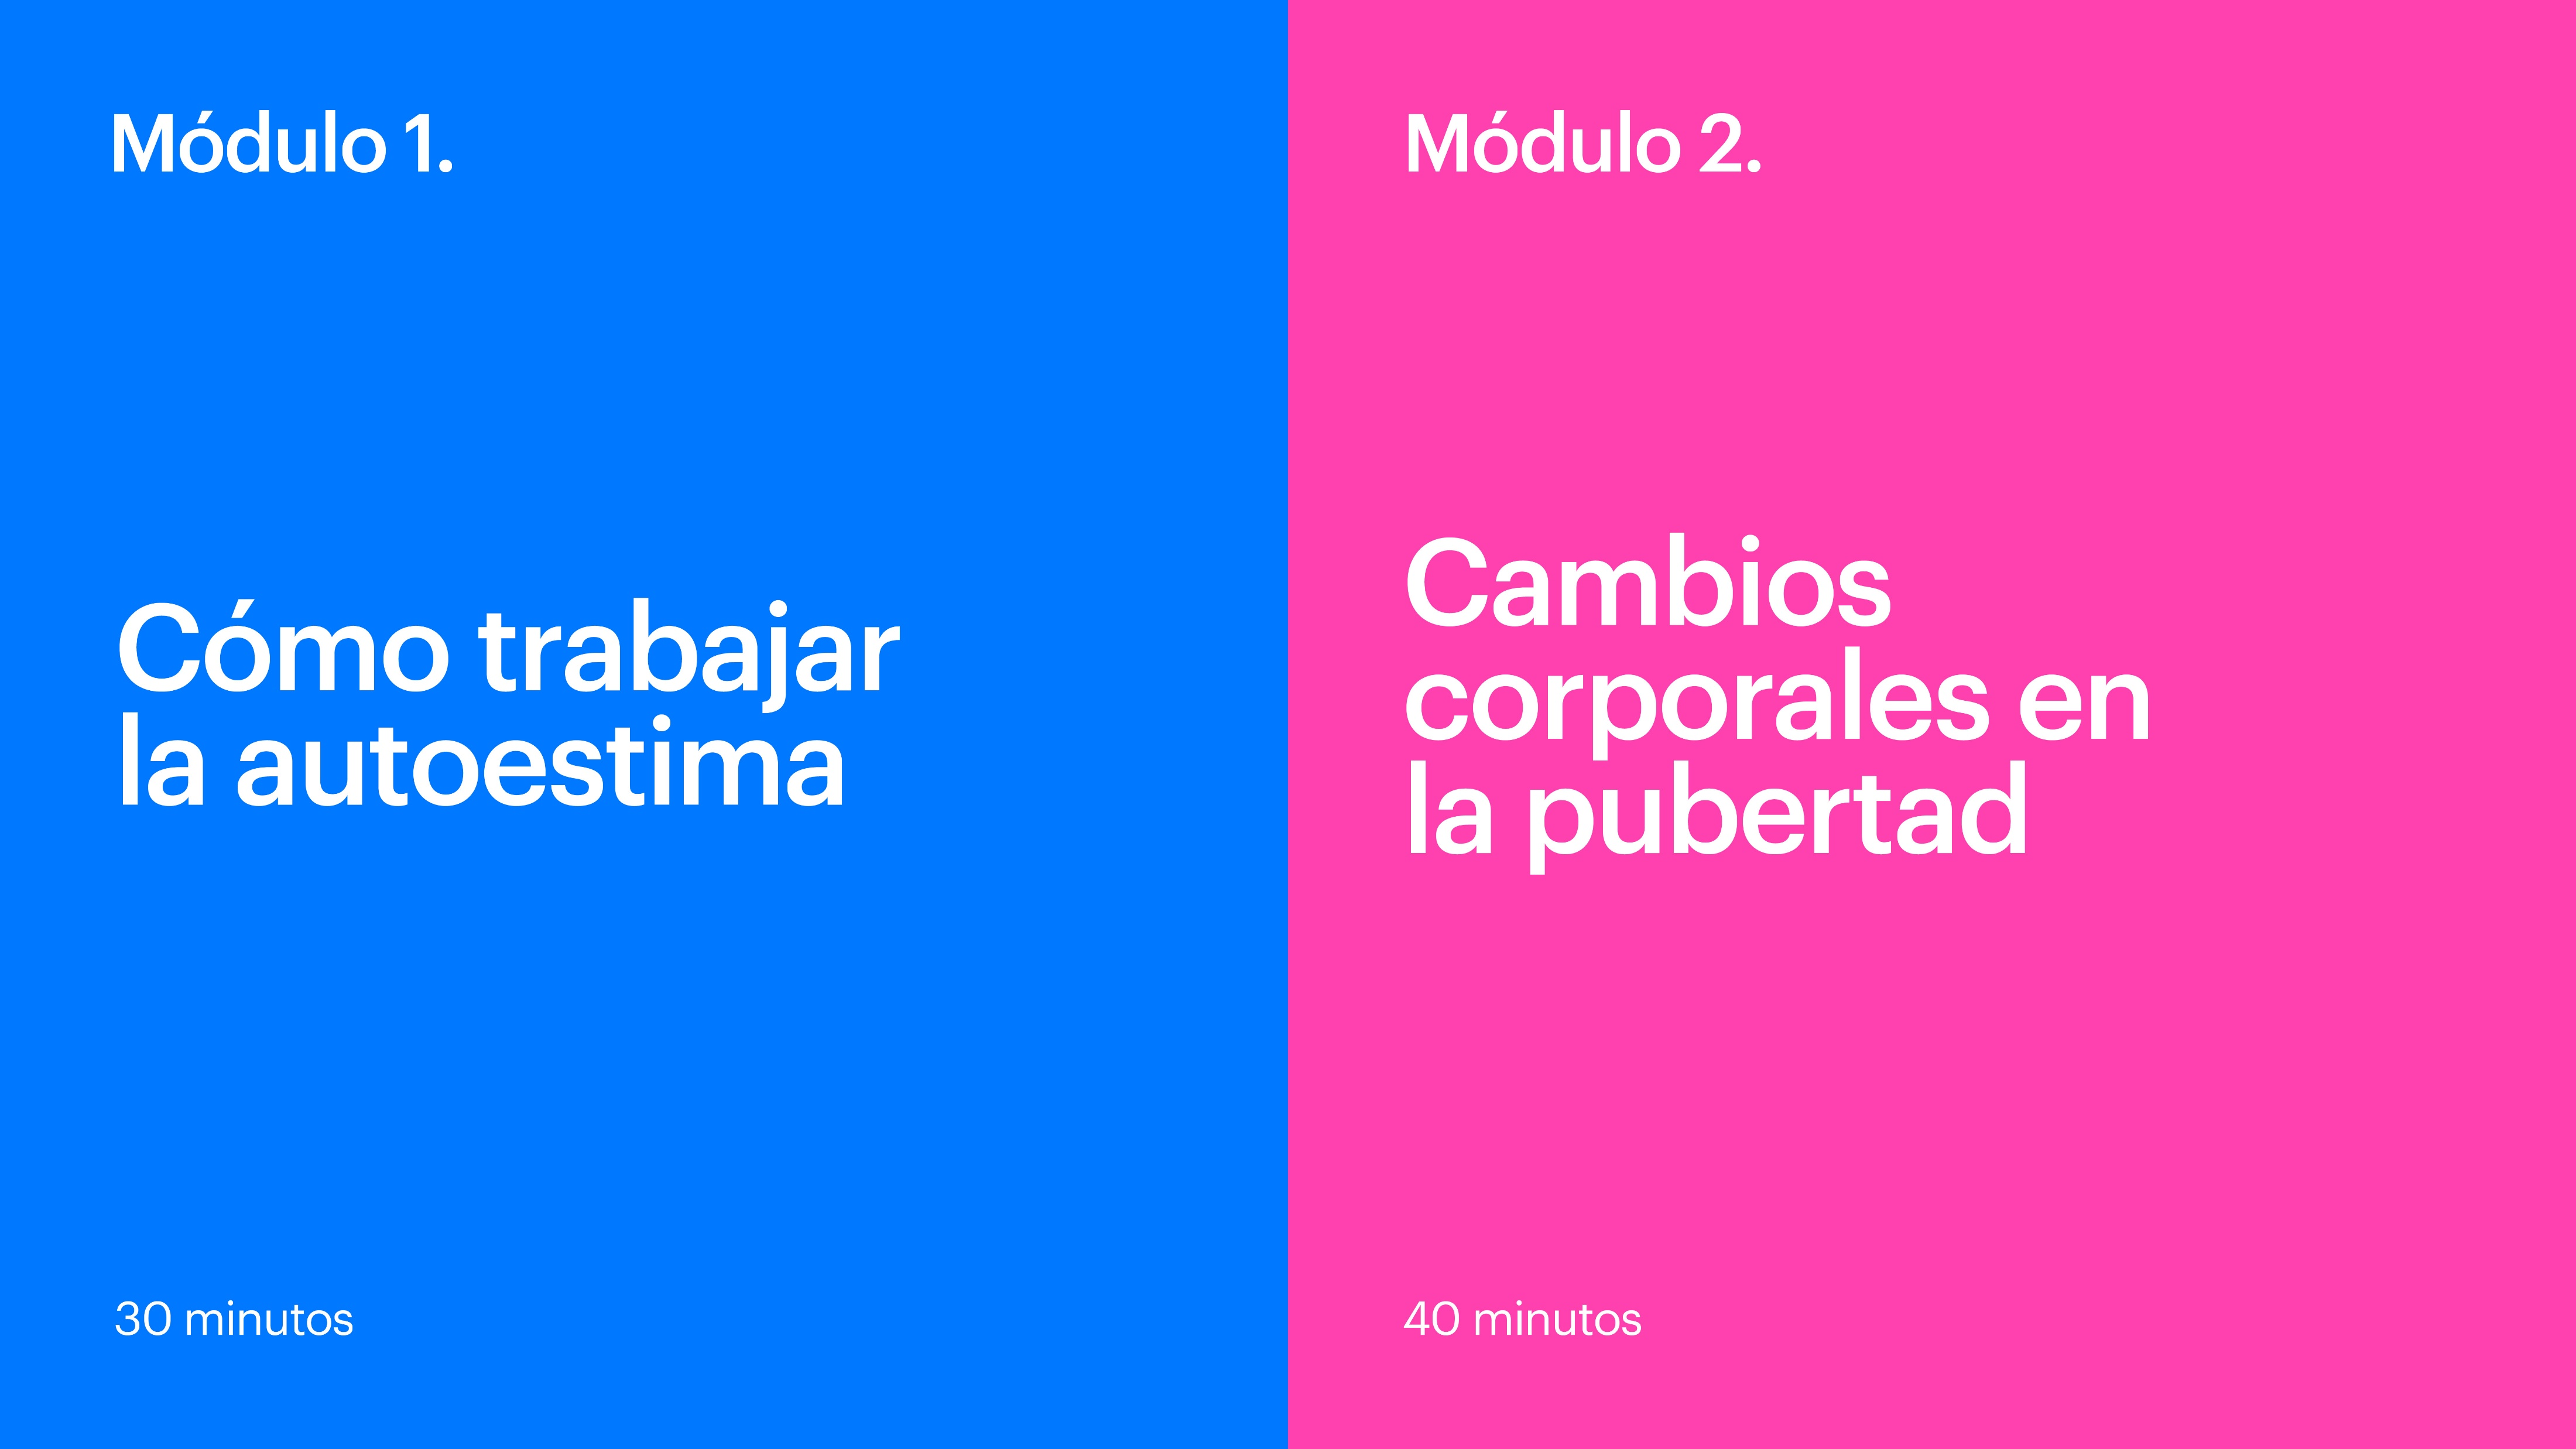 Módulo 1.
Cómo trabajar
la autoestima
30 minutos
Módulo 2.
Cambios
corporales en
la pubertad
40 minutos